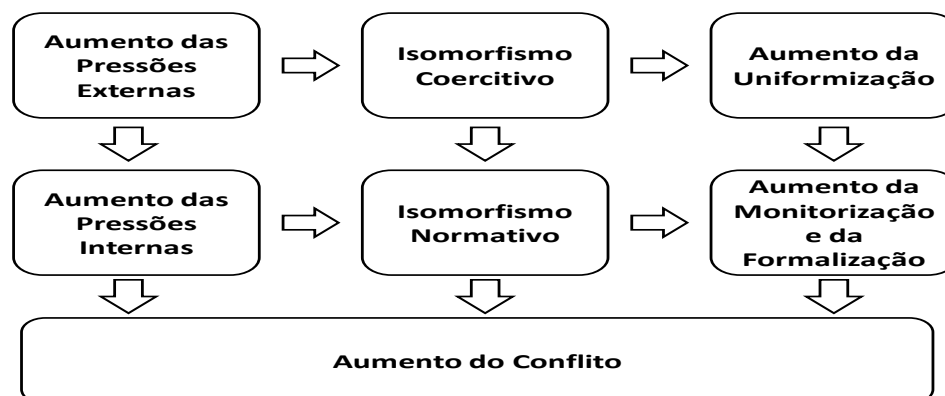 Aumento das
Pressões
Externas
Isomorfismo
Coercitivo
Aumento da
Uniformização
Aumento das
Pressões
Internas
Isomorfismo
Normativo
Aumento da
Monitorização
e da
Formalização
Aumento do Conflito